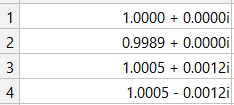 1 1.0000 + 0.0000i
2 0.9989 + 0.0000i
3 1.0005 + 0.0012i
4 1.0005 - 0.0012i